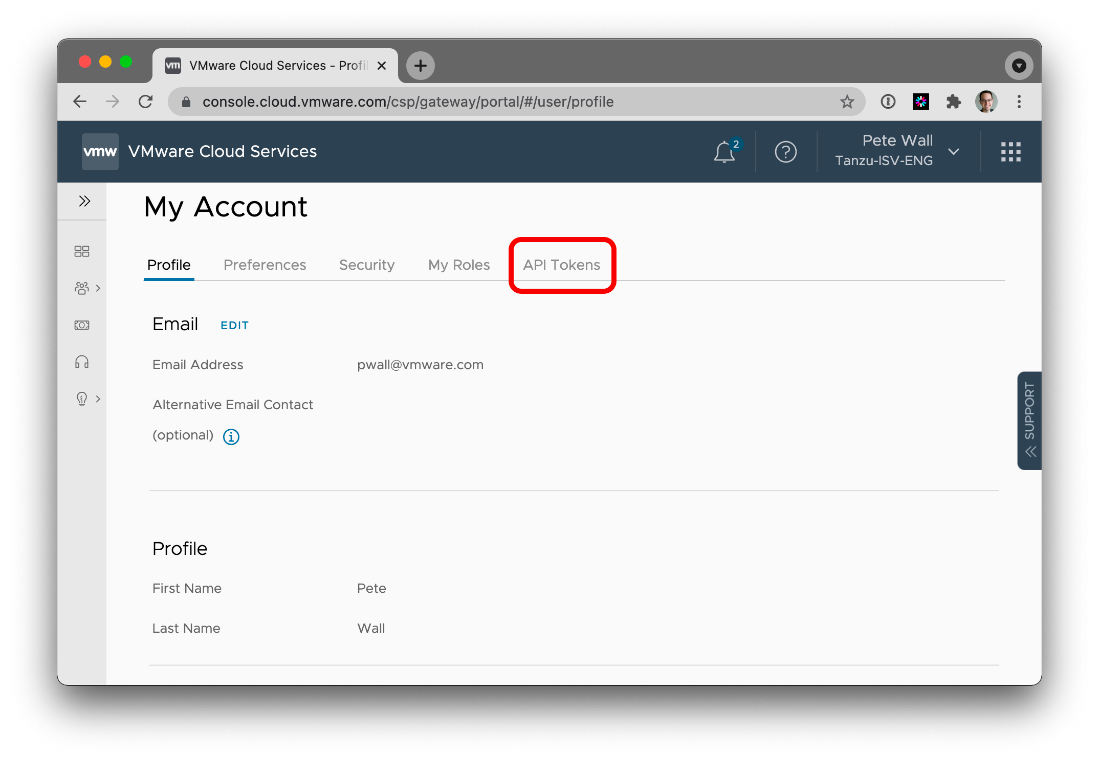 vm VMware Cloud Services - Profil
console.cloud.vmware.com/csp/gateway/portal/#/user/profile
vmw VMware Cloud Services
2
Pete Wall
Tanzu-ISV-ENG
My Account
Profile Preferences Security My Roles API Tokens
Email EDIT
Email Address pwall@vmware.com
Alternative Email Contact
(optional)
SUPPORT
Profile
First Name Pete
Last Name Wall